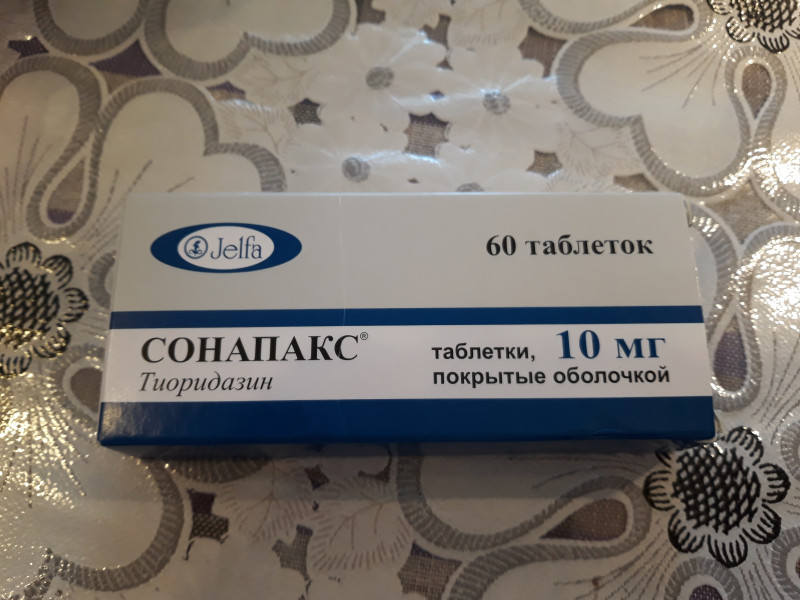 Jelfa
60 таблеток
СОНАПАКС®
Тиоридазин
таблетки, 10 мг
покрытые оболочкой